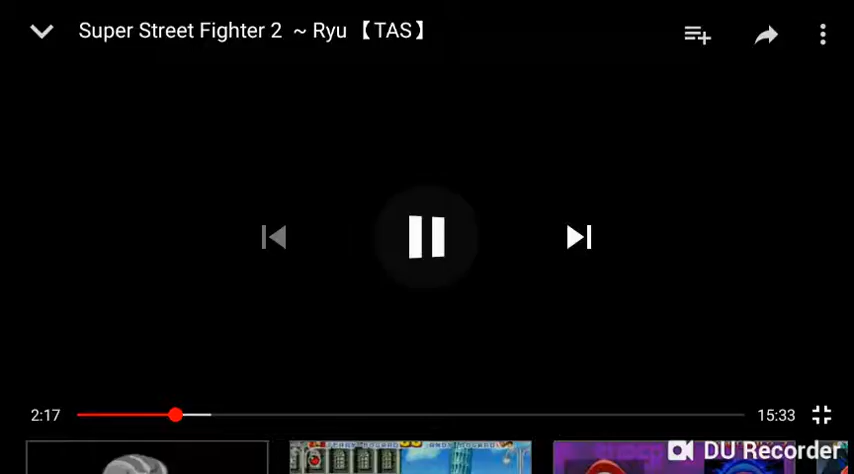 Super Street Fighter 2 ~ Ryu 【TAS】
2:17
15:33
DU Recorder